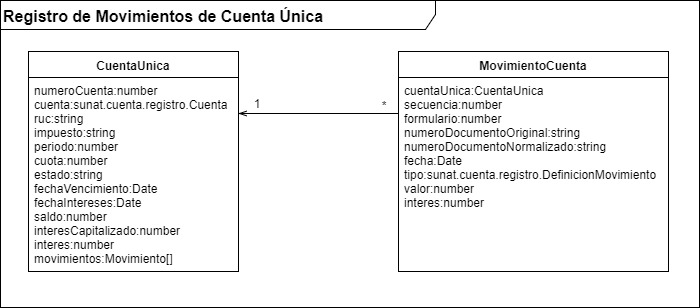 Registro de Movimientos de Cuenta Única
CuentaUnica
numeroCuenta:number
cuenta:sunat.cuenta.registro.Cuenta
ruc:string
impuesto:string
periodo:number
cuota:number
estado:string
fechaVencimiento:Date
fechaIntereses:Date
saldo:number
interesCapitalizado:number
interes:number
movimientos:Movimiento[]
1
*
MovimientoCuenta
cuentaUnica:CuentaUnica
secuencia:number
formulario:number
numeroDocumentoOriginal:string
numeroDocumentoNormalizado:string
fecha:Date
tipo:sunat.cuenta.registro.DefinicionMovimiento
valor:number
interes:number